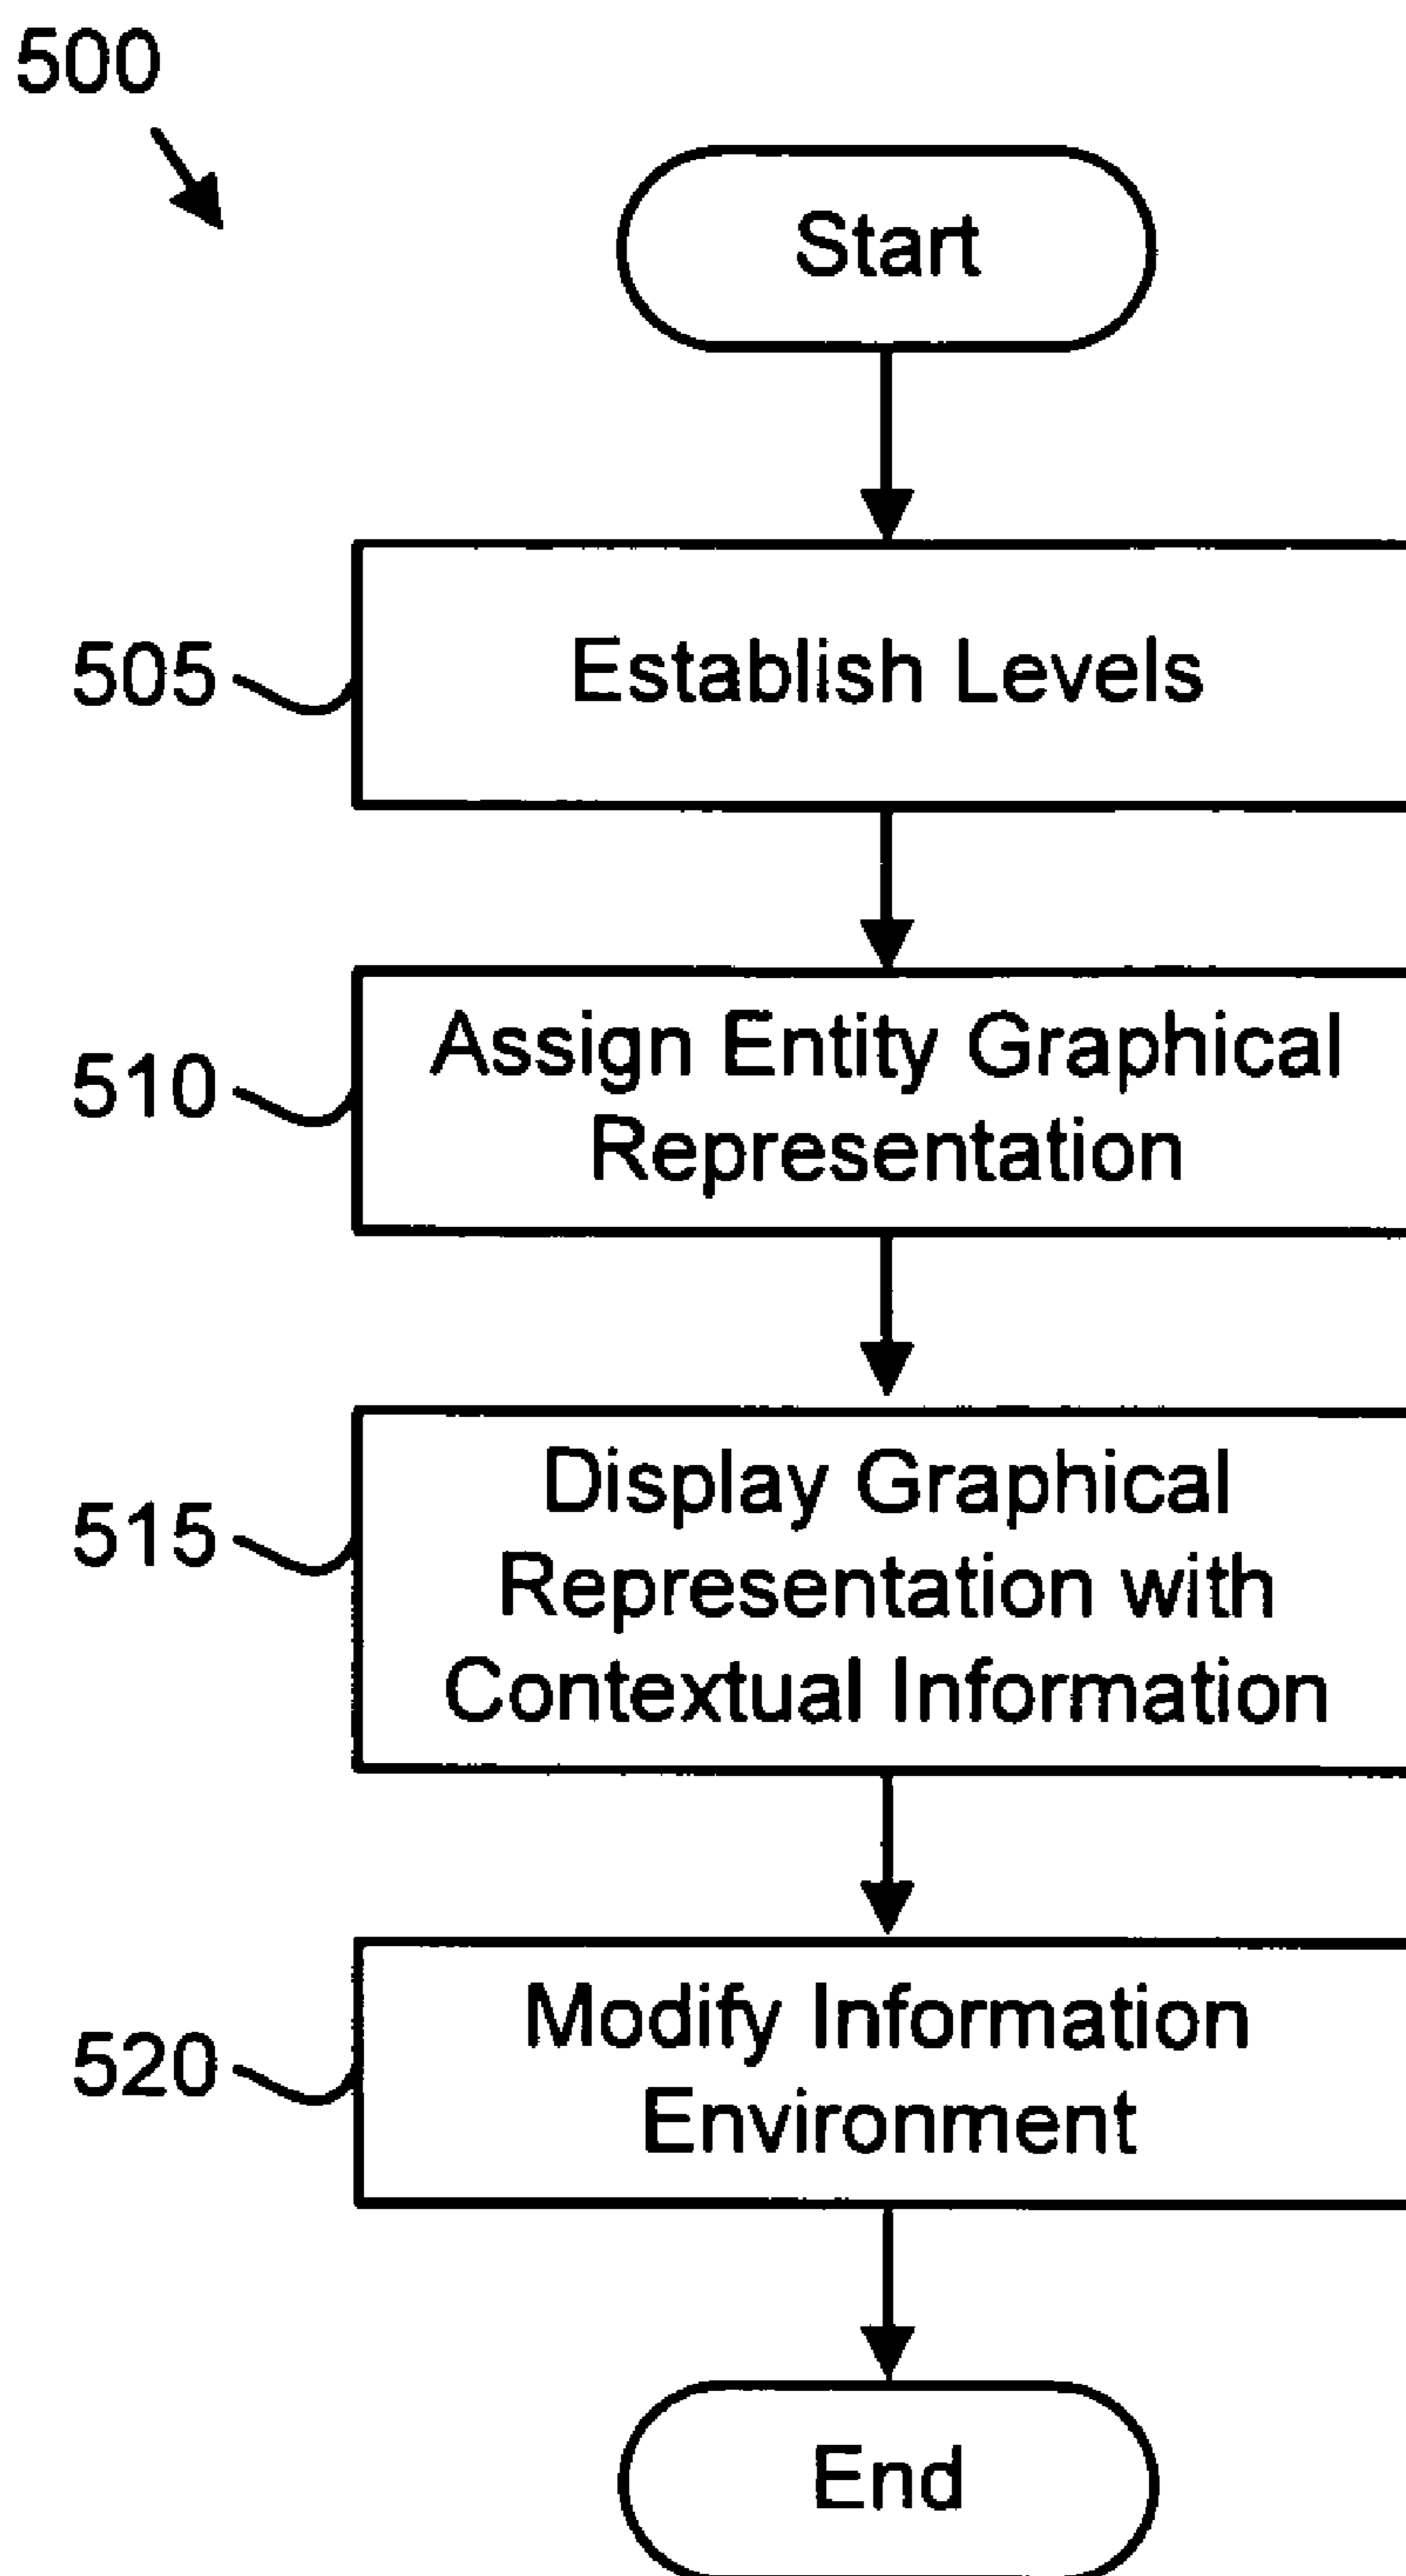 500
Start
505
Establish Levels
510
Assign Entity Graphical
Representation
515
Display Graphical
Representation with
Contextual Information
520
Modify Information
Environment
End